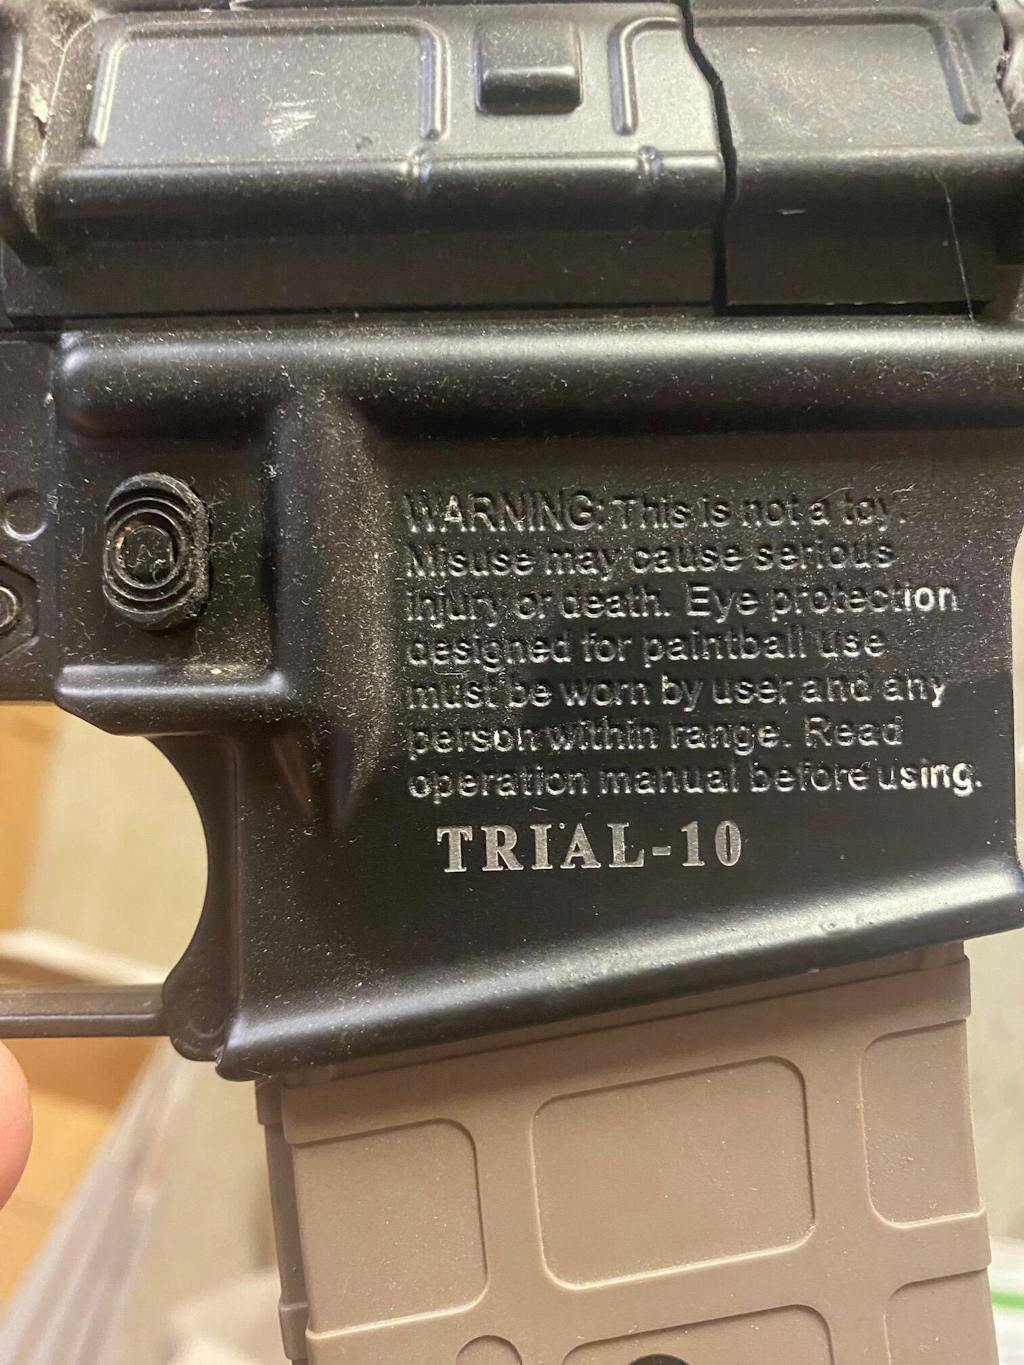 WARNING: This is not a toy.
Misuse may cause serious
injury or death. Eye protection
designed for paintball use
must be worn by user and any
person within range. Read
operation manual before using.
TRIAL-10